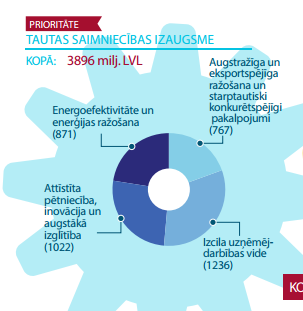 PRIORITĀTE
TAUTAS SAIMNIECĪBAS IZAUGSME
KOPĀ: 3896 milj. LVL
Augstražīga un
eksportspējīga
ražošana un
starptautiski
konkurētspējīgi
pakalpojumi
(767)
Energoefektivitāte un
enerģijas ražošana
(871)
Attīstīta
pētniecība,
inovācija un
augstākā
izglītība
(1022)
Izcila uzņēmēj-
darbības vide
(1236)
KO